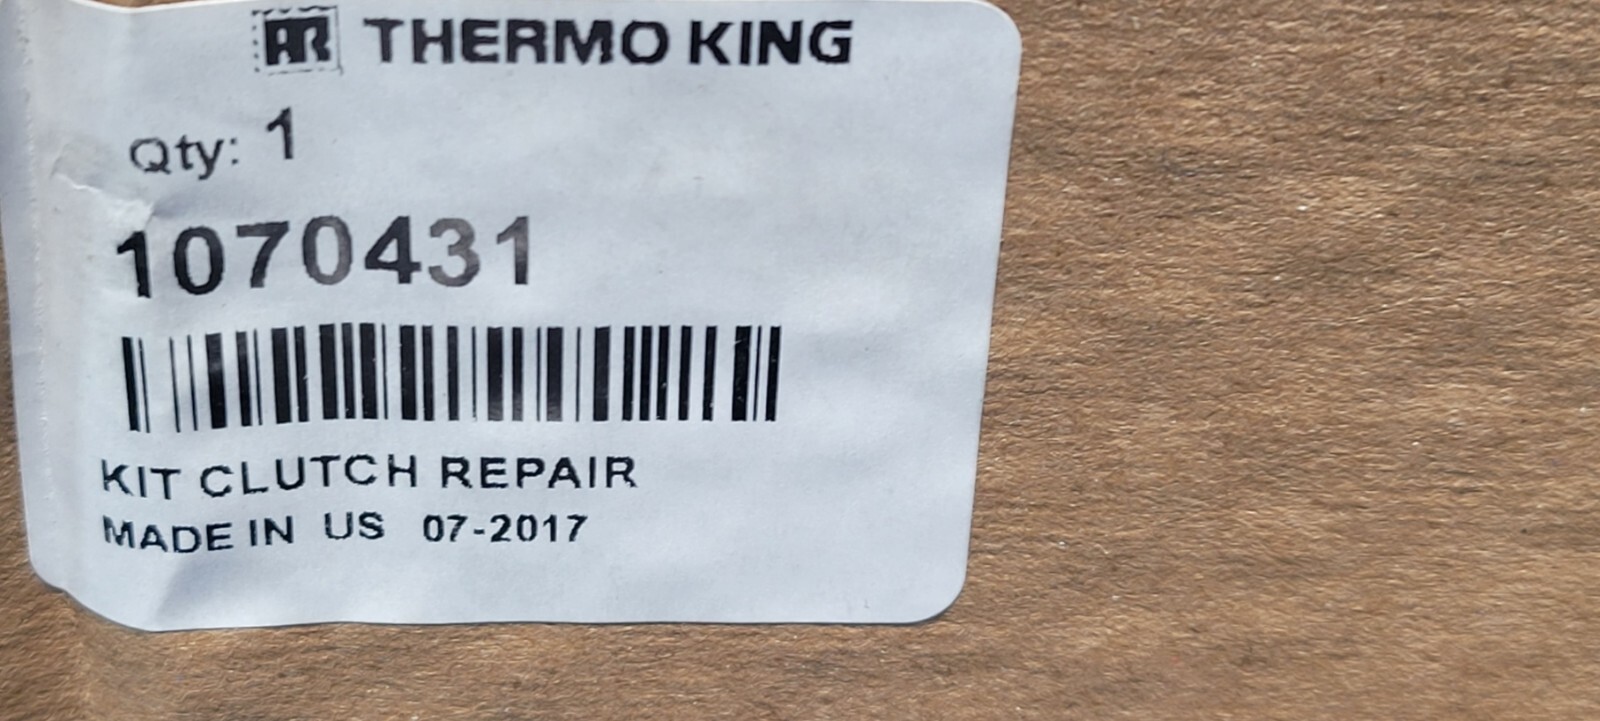 THERMO KING
Qty: 1
1070431
KIT CLUTCH REPAIR
MADE IN US 07-2017